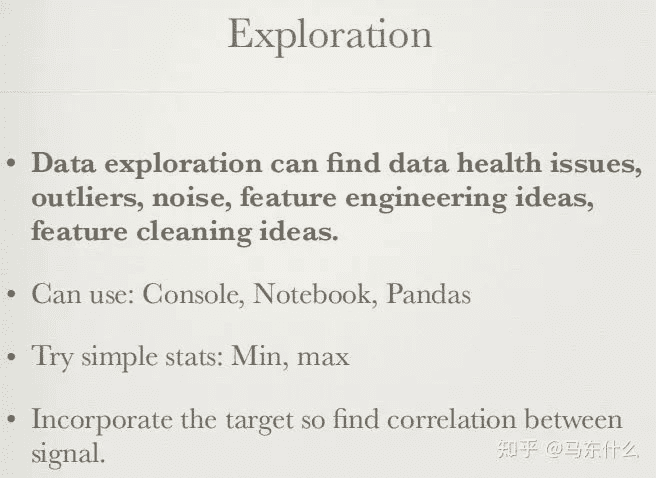 Exploration
• Data exploration can find data health issues,
outliers, noise, feature engineering ideas,
feature cleaning ideas.
• Can use: Console, Notebook, Pandas
• Try simple stats: Min, max
• Incorporate the target so find correlation between
signal.
知乎 @马东什么